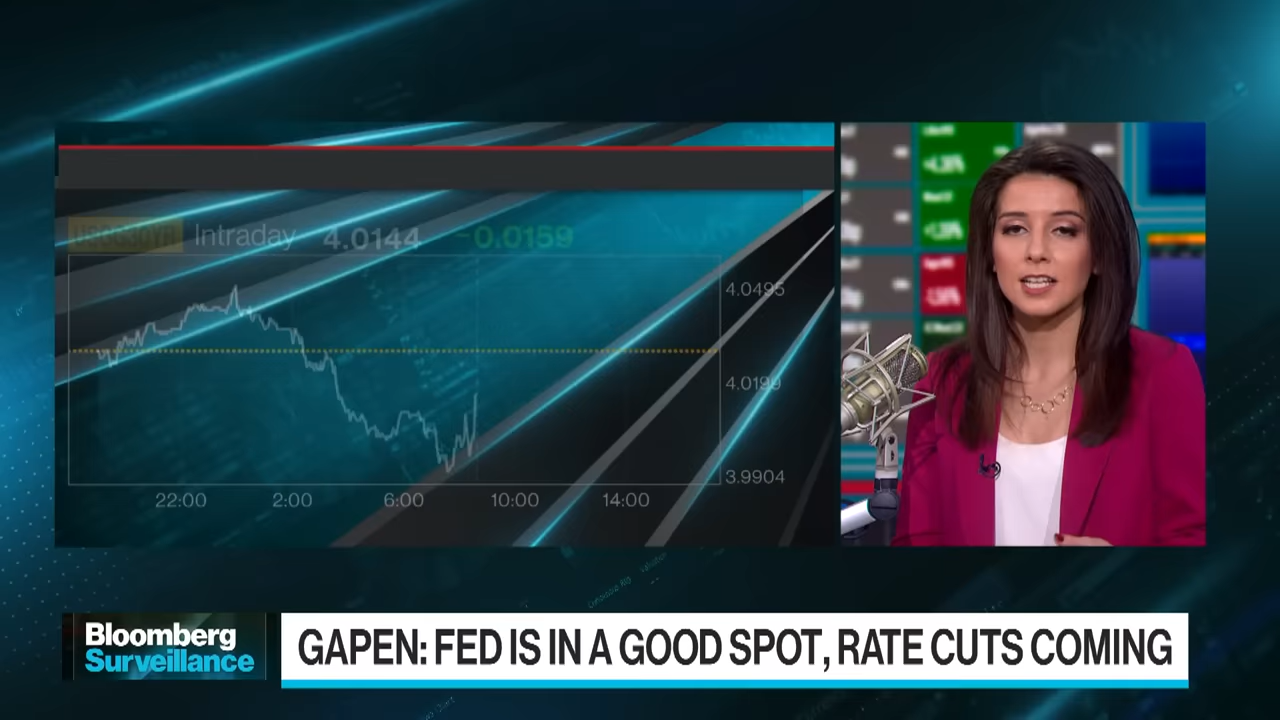 Intraday 4.0144 -0.0159
4.0495
4.0199
3.9904
22:00 2:00 6:00 10:00 14:00
Bloomberg
Surveillance
GAPEN: FED IS IN A GOOD SPOT, RATE CUTS COMING